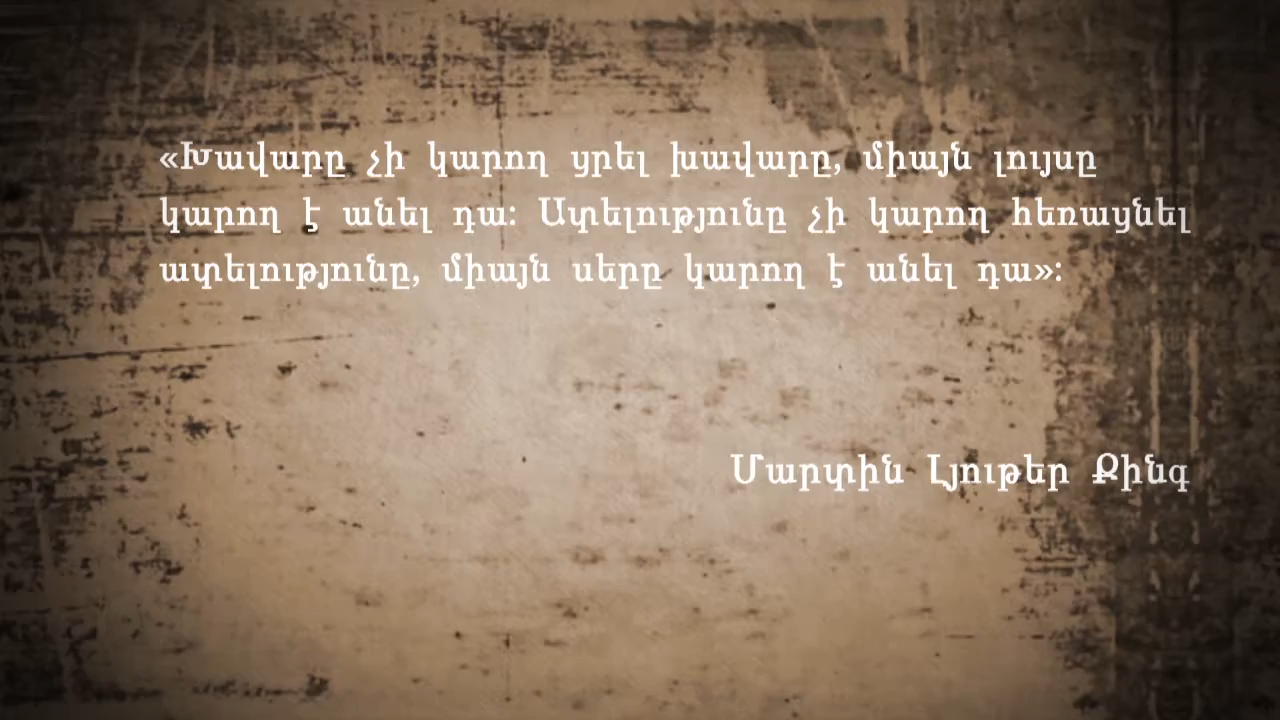 «Խավարը չի կարող ցրել խավարը, միայն լույսը
կարող է անել դա։ Ատելությունը չի կարող հեռացնել
ատելությունը, միայն սերը կարող է անել դա»։
Մարտին Լյութեր Քինգ